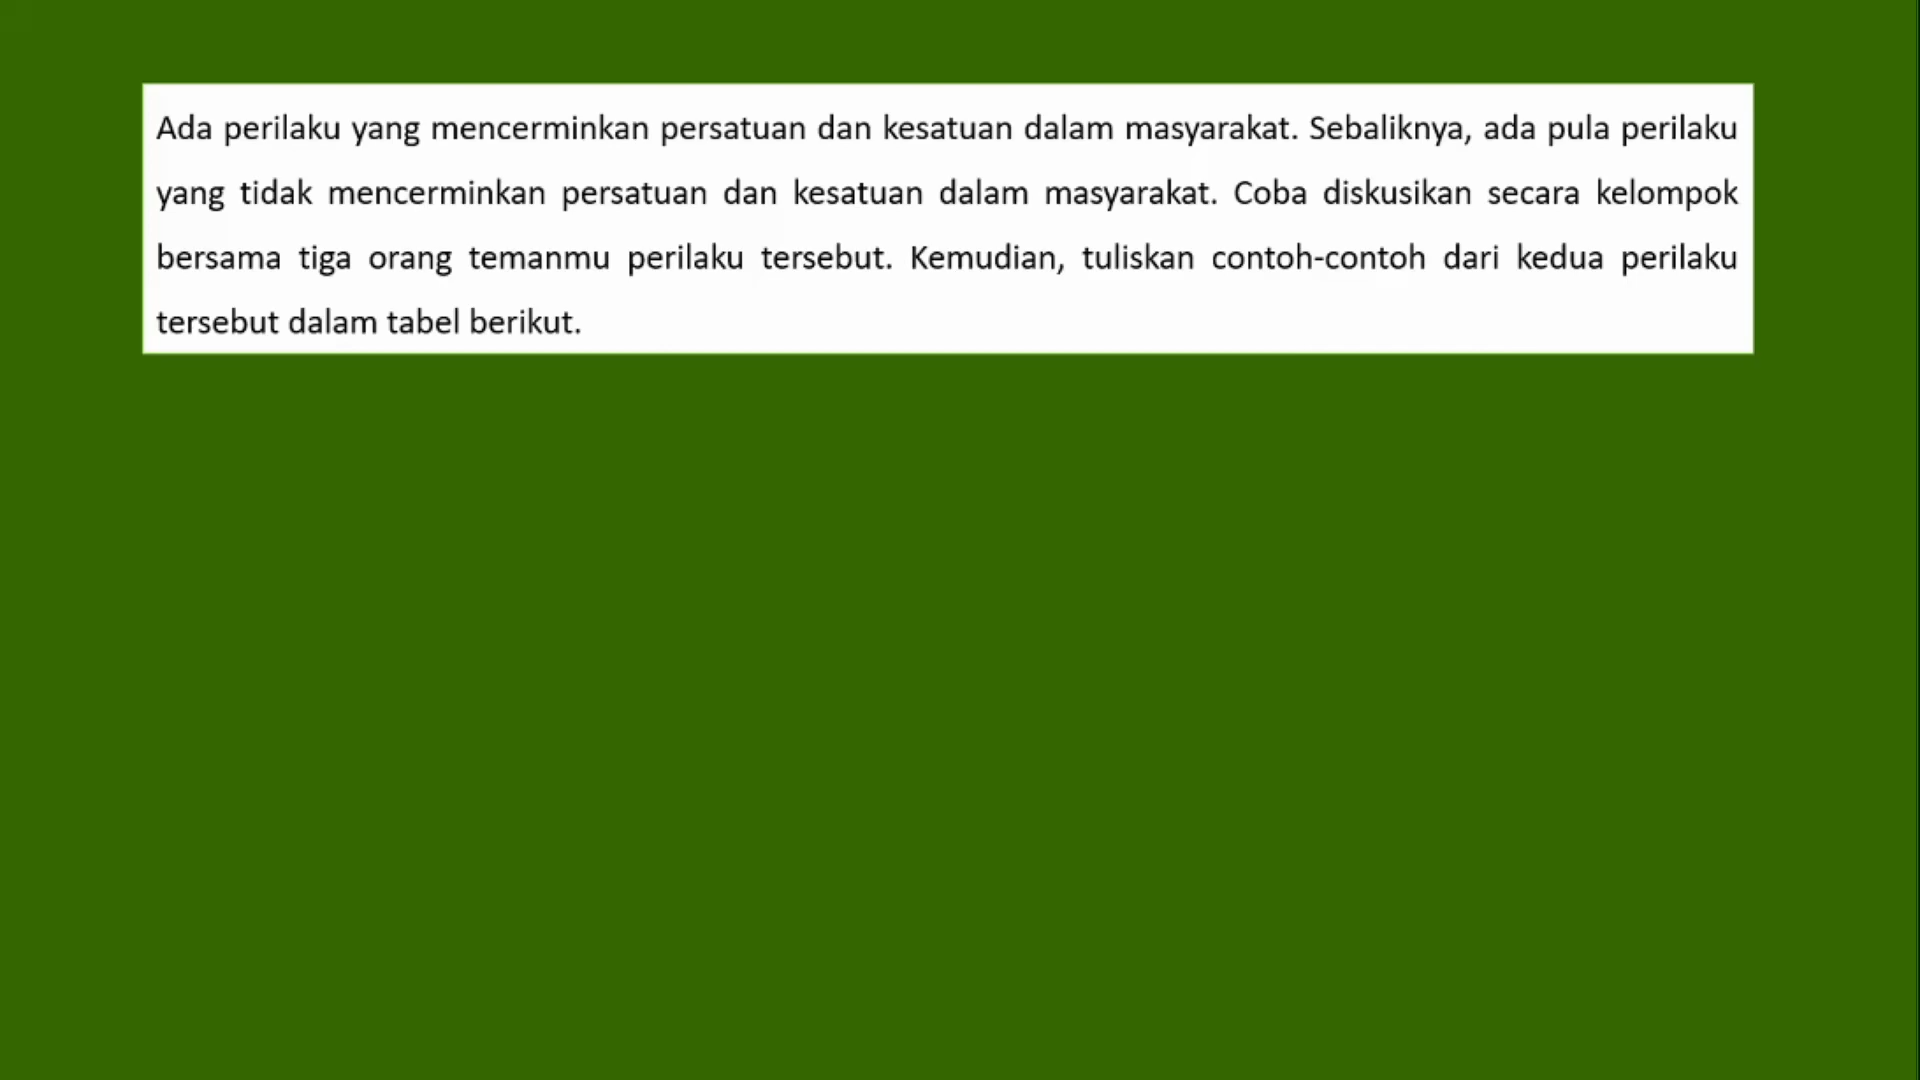 Ada perilaku yang mencerminkan persatuan dan kesatuan dalam masyarakat. Sebaliknya, ada pula perilaku
yang tidak mencerminkan persatuan dan kesatuan dalam masyarakat. Coba diskusikan secara kelompok
bersama tiga orang temanmu perilaku tersebut. Kemudian, tuliskan contoh-contoh dari kedua perilaku
tersebut dalam tabel berikut.